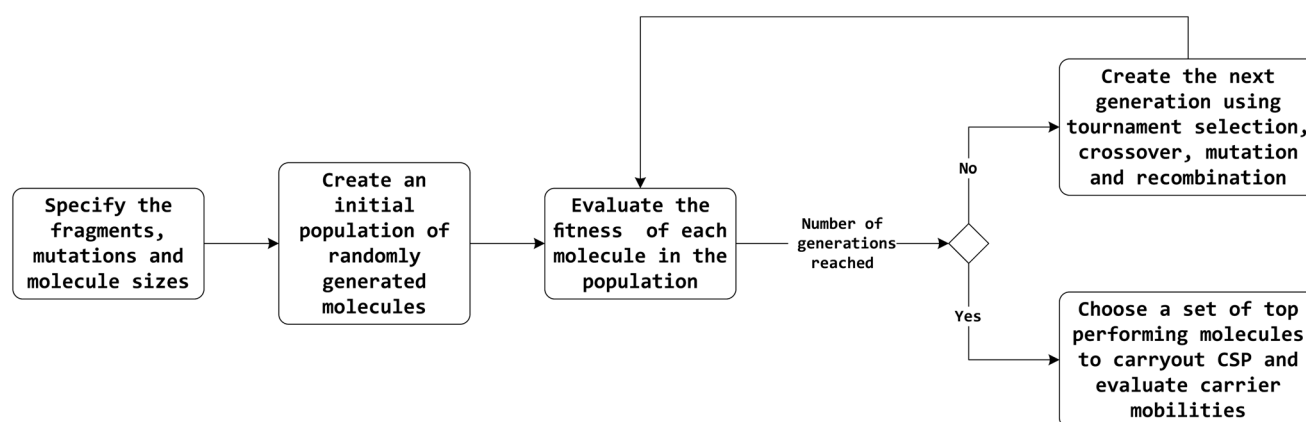 Specify the
fragments,
mutations and
molecule sizes
Create an
initial
population of
randomly
generated
molecules
Evaluate the
fitness of each
molecule in the
population
Number of
generations
reached
No
Yes
Create the next
generation using
tournament selection,
crossover, mutation
and recombination
Choose a set of top
performing molecules
to carryout CSP and
evaluate carrier
mobilities